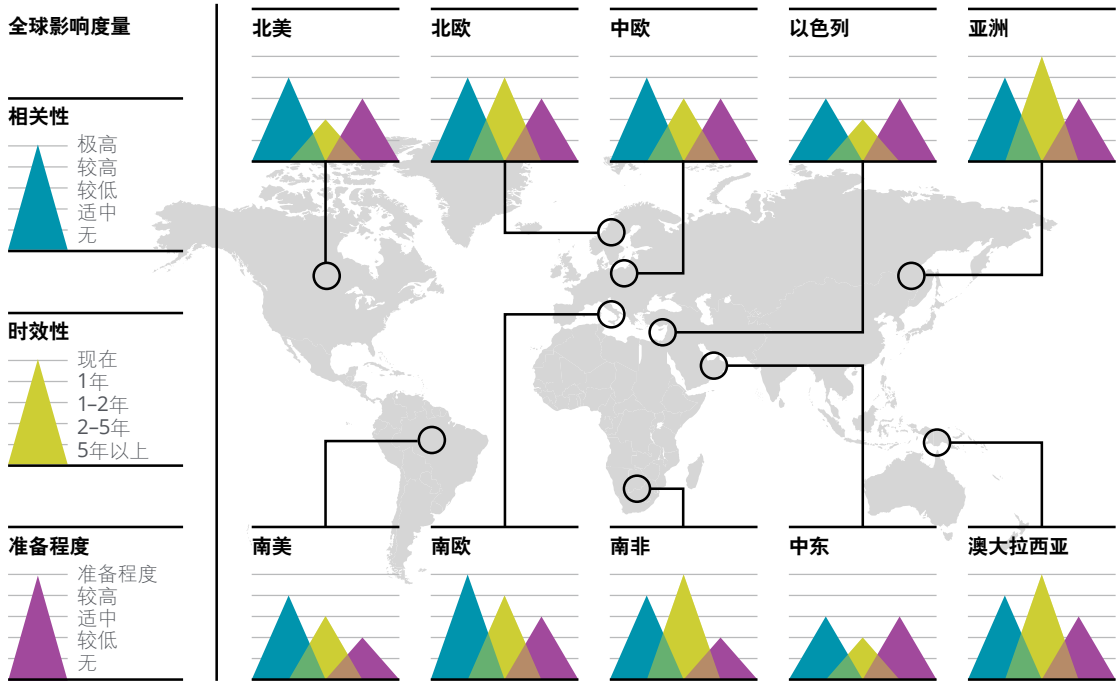 全球影响度量
相关性
极高
较高
较低
适中
无
时效性
现在
1年
1–2年
2–5年
5年以上
准备程度
准备程度
较高
适中
较低
无
北美
北欧
中欧
以色列
亚洲
南美
南欧
南非
中东
澳大拉西亚